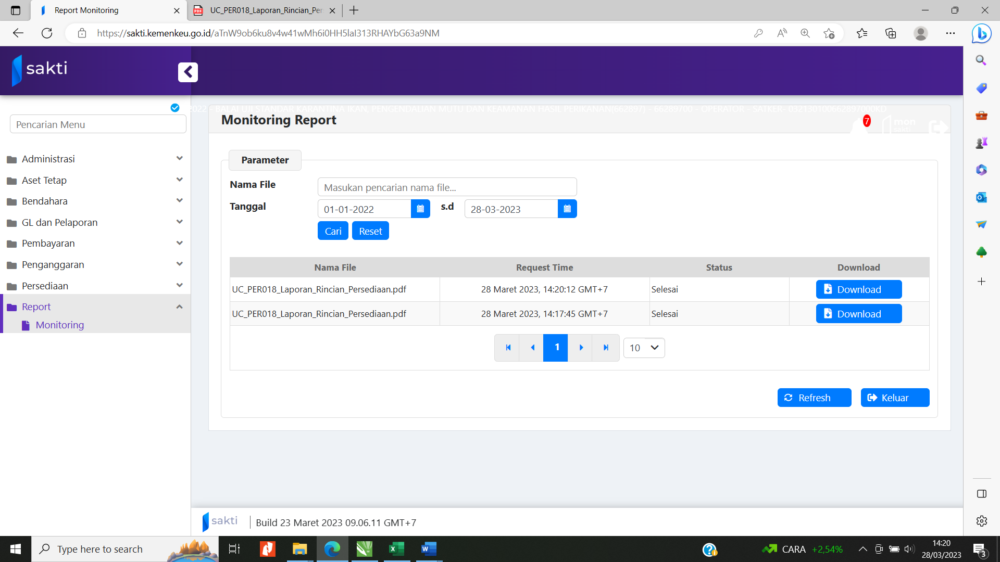 Report Monitoring
UC_PER018_Laporan_Rincian_Per
https://sakti.kemenkeu.go.id/aTnW9ob6ku8v4w41wMh6i0HH5laI313RHAYbG63a9NM
sakti
2022 - BALAI UJI STANDAR KARANTINA IKAN, PENGENDALIAN MUTU DAN KEAMANAN HASIL PERIKANAN(662897) - 66289700 - OPERATOR - SATKER- 032130100662897000KD
Pencarian Menu
Monitoring Report
7
mon
sakti
Administrasi
Aset Tetap
Bendahara
GL dan Pelaporan
Pembayaran
Penganggaran
Persediaan
Report
Monitoring
Parameter
Nama File
Masukan pencarian nama file...
Tanggal
01-01-2022
s.d
28-03-2023
Cari
Reset
Nama File Request Time Status Download
UC_PER018_Laporan_Rincian_Persediaan.pdf 28 Maret 2023, 14:20:12 GMT+7 Selesai Download
UC_PER018_Laporan_Rincian_Persediaan.pdf 28 Maret 2023, 14:17:45 GMT+7 Selesai Download
1
10
Refresh
Keluar
sakti
Build 23 Maret 2023 09.06.11 GMT+7
Type here to search
CARA +2,54%
14:20
28/03/2023
3